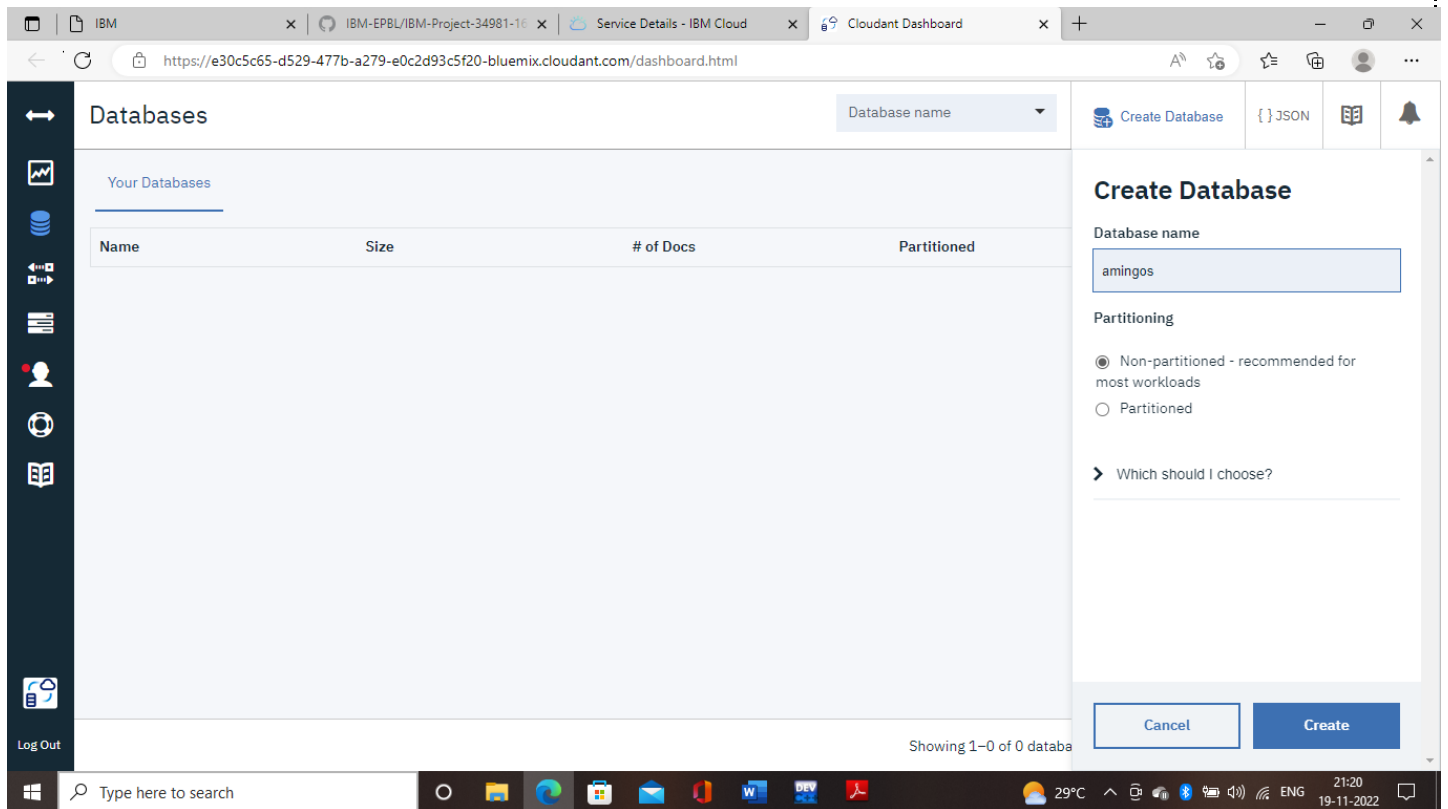 IBM
IBM-EPBL/IBM-Project-34981-16
Service Details - IBM Cloud
Cloudant Dashboard
https://e30c5c65-d529-477b-a279-e0c2d93c5f20-bluemix.cloudant.com/dashboard.html
Databases
Database name
Create Database
{ } JSON
Your Databases
Name Size # of Docs Partitioned
Create Database
Database name
amingos
Partitioning
Non-partitioned - recommended for
most workloads
Partitioned
Which should I choose?
Cancel
Create
Log Out
Showing 1–0 of 0 databa
Type here to search
W
DEV
29°C
ENG
21:20
19-11-2022